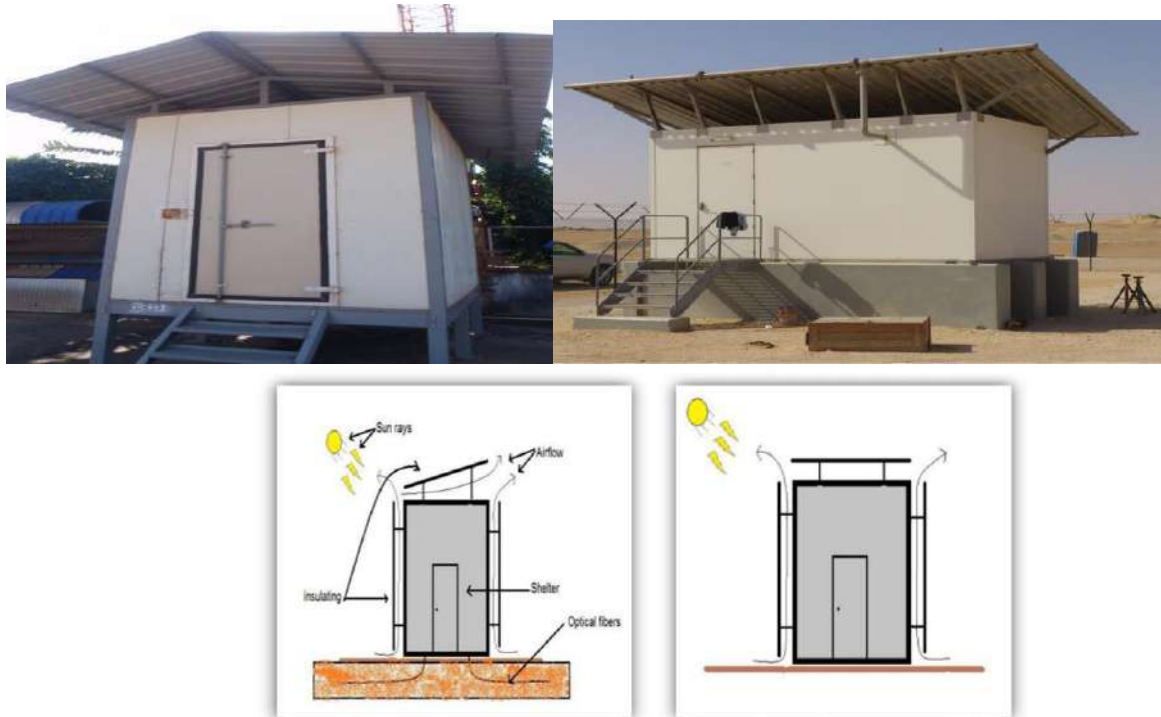 Sun rays
Airflow
insulating
Shelter
Optical fibers